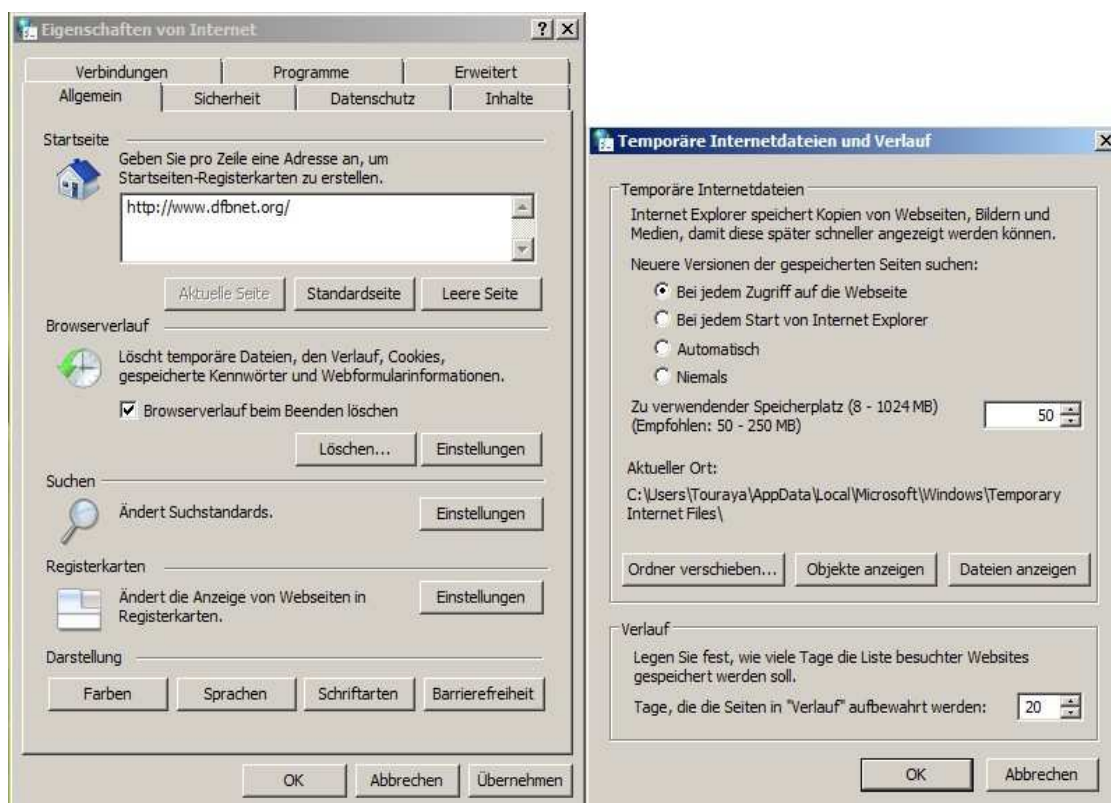 Eigenschaften von Internet
Verbindungen
Programme
Erweitert
Allgemein
Sicherheit
Datenschutz
Inhalte
Startseite
Geben Sie pro Zeile eine Adresse an, um
Startseiten-Registerkarten zu erstellen.
http://www.dfbnet.org/
Aktuelle Seite
Standardseite
Leere Seite
Browserverlauf
Löscht temporäre Dateien, den Verlauf, Cookies,
gespeicherte Kennwörter und Webformularinformationen.
Browserverlauf beim Beenden löschen
Löschen...
Einstellungen
Suchen
Ändert Suchstandards.
Einstellungen
Registerkarten
Ändert die Anzeige von Webseiten in
Registerkarten.
Einstellungen
Darstellung
Farben
Sprachen
Schriftarten
Barrierefreiheit
OK
Abbrechen
Übernehmen
Temporäre Internetdateien und Verlauf
Temporäre Internetdateien
Internet Explorer speichert Kopien von Webseiten, Bildern und
Medien, damit diese später schneller angezeigt werden können.
Neuere Versionen der gespeicherten Seiten suchen:
Bei jedem Zugriff auf die Webseite
Bei jedem Start von Internet Explorer
Automatisch
Niemals
Zu verwendender Speicherplatz (8 - 1024 MB)
(Empfohlen: 50 - 250 MB)
50
Aktueller Ort:
C:\Users\Touraya\AppData\Local\Microsoft\Windows\Temporary
Internet Files\
Ordner verschieben...
Objekte anzeigen
Dateien anzeigen
Verlauf
Legen Sie fest, wie viele Tage die Liste besuchter Websites
gespeichert werden soll.
Tage, die die Seiten in "Verlauf" aufbewahrt werden:
20
OK
Abbrechen